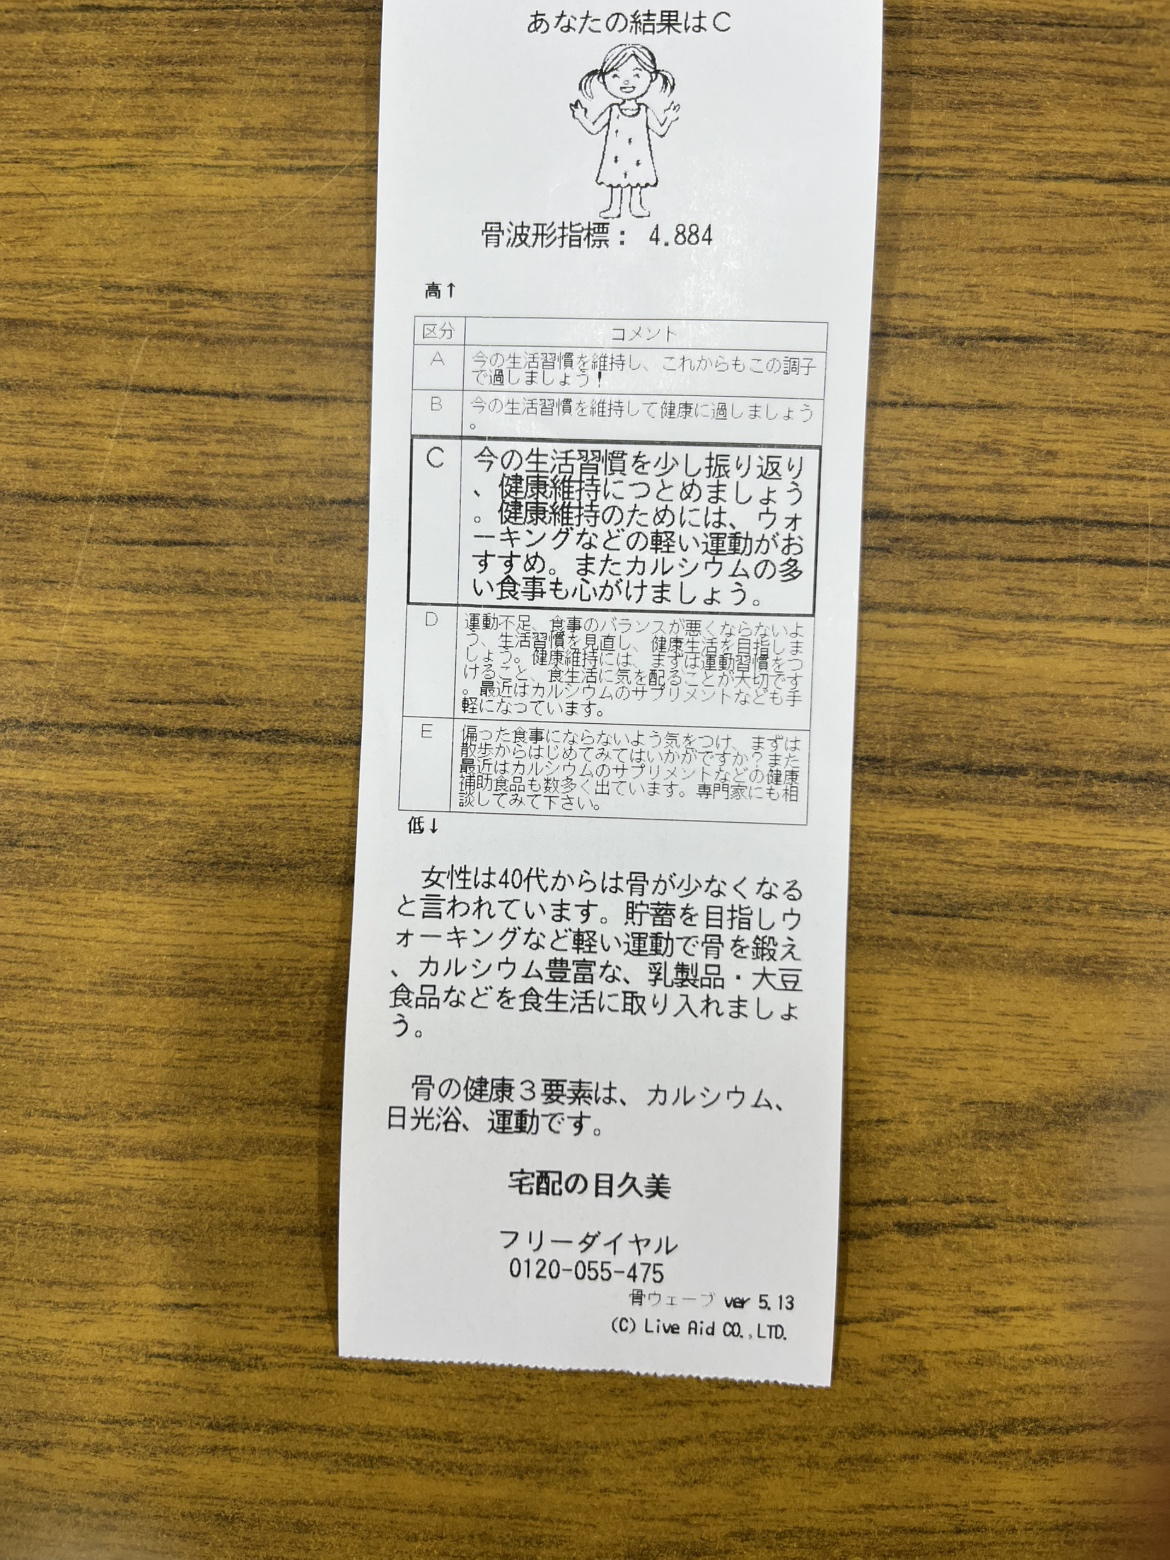 あなたの結果はC
骨波形指標： 4.884
高↑
区分 コメント
A 今の生活習慣を維持し、これからもこの調子
で過しましょう！
B 今の生活習慣を維持して健康に過しましょう
。
C 今の生活習慣を少し振り返り
、健康維持につとめましょう
。健康維持のためには、ウォ
ーキングなどの軽い運動がお
すすめ。またカルシウムの多
い食事も心がけましょう。
D 運動不足、食事のバランスが悪くならないよ
う、生活習慣を見直し、健康生活を目指しま
しょう。健康維持には、まずは運動習慣をつ
けること、食生活に気を配ることが大切です
。最近はカルシウムのサプリメントなども手
軽になっています。
E 偏った食事にならないよう気をつけ、まずは
散歩からはじめてみてはいかがですか？また
最近はカルシウムのサプリメントなどの健康
補助食品も数多く出ています。専門家にも相
談してみて下さい。
低↓
女性は40代からは骨が少なくなる
と言われています。貯蓄を目指しウ
ォーキングなど軽い運動で骨を鍛え
、カルシウム豊富な、乳製品・大豆
食品などを食生活に取り入れましょ
う。
骨の健康３要素は、カルシウム、
日光浴、運動です。
宅配の目久美
フリーダイヤル
0120-055-475
骨ウェーブ ver 5.13
(C) Live Aid CO.,LTD.